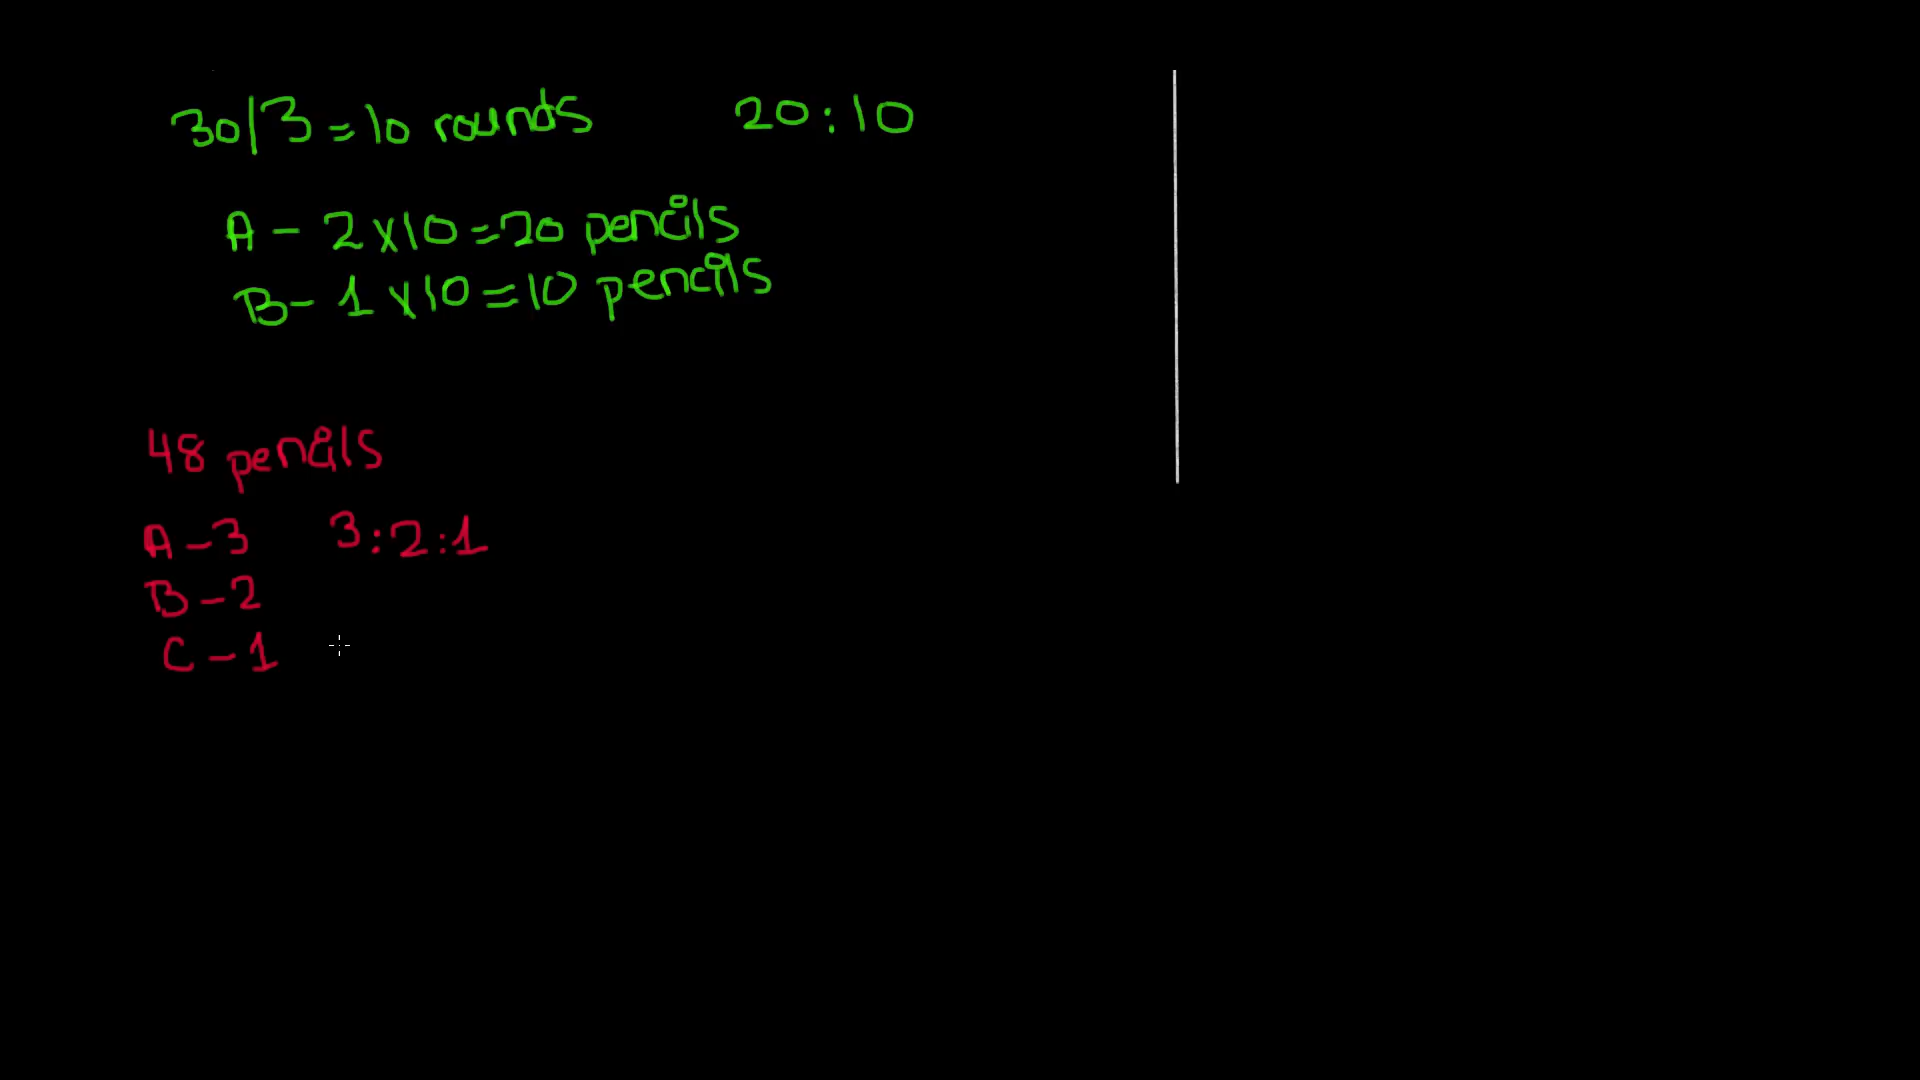 30/3 = 10 rounds 20:10
A - 2 x 10 = 20 pencils
B - 1 x 10 = 10 pencils
48 pencils
A - 3 3:2:1
B - 2
C - 1